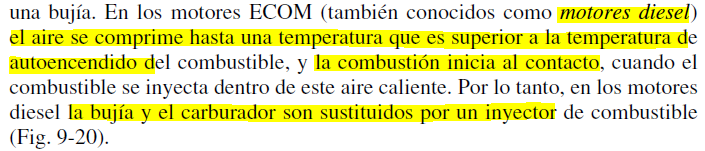 una bujía. En los motores ECOM (también conocidos como motores diesel)
el aire se comprime hasta una temperatura que es superior a la temperatura de
autoencendido del combustible, y la combustión inicia al contacto, cuando el
combustible se inyecta dentro de este aire caliente. Por lo tanto, en los motores
diesel la bujía y el carburador son sustituidos por un inyector de combustible
(Fig. 9-20).